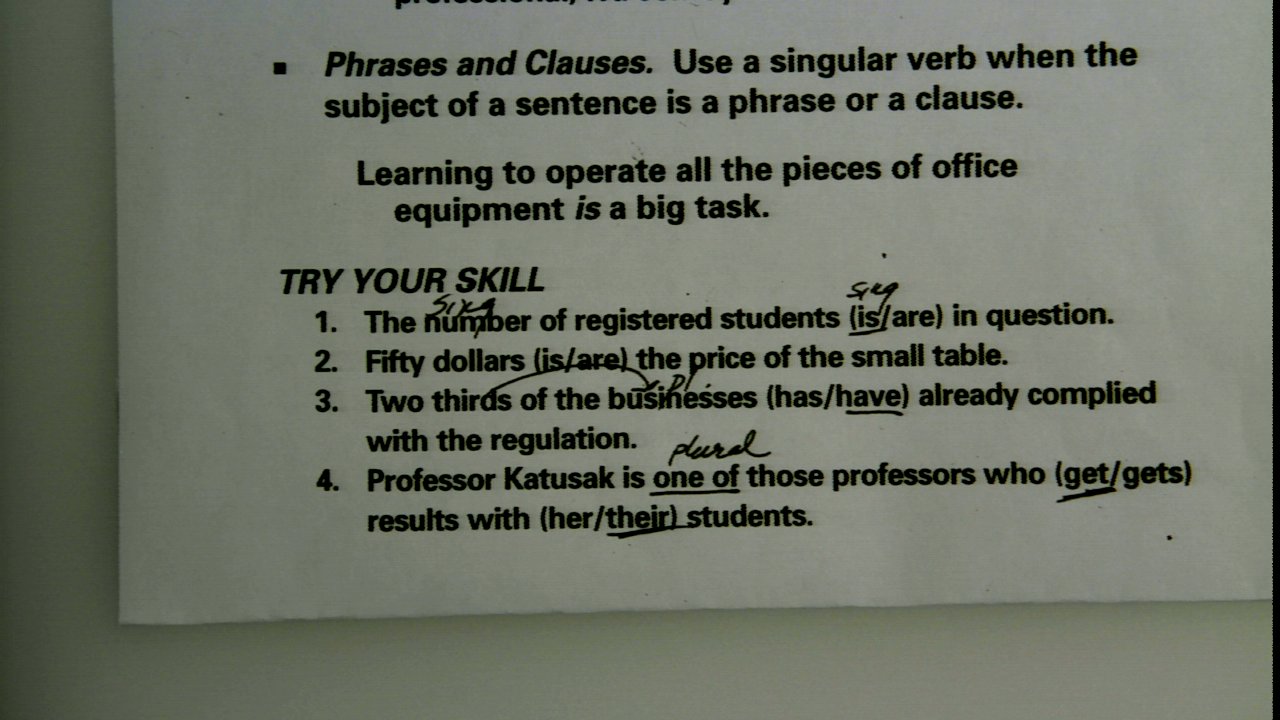 ▪ Phrases and Clauses. Use a singular verb when the
subject of a sentence is a phrase or a clause.
Learning to operate all the pieces of office
equipment is a big task.
TRY YOUR SKILL
sing
sing
1. The number of registered students (is/are) in question.
2. Fifty dollars (is/are) the price of the small table.
pl.
3. Two thirds of the businesses (has/have) already complied
with the regulation.
plural
4. Professor Katusak is one of those professors who (get/gets)
results with (her/their) students.